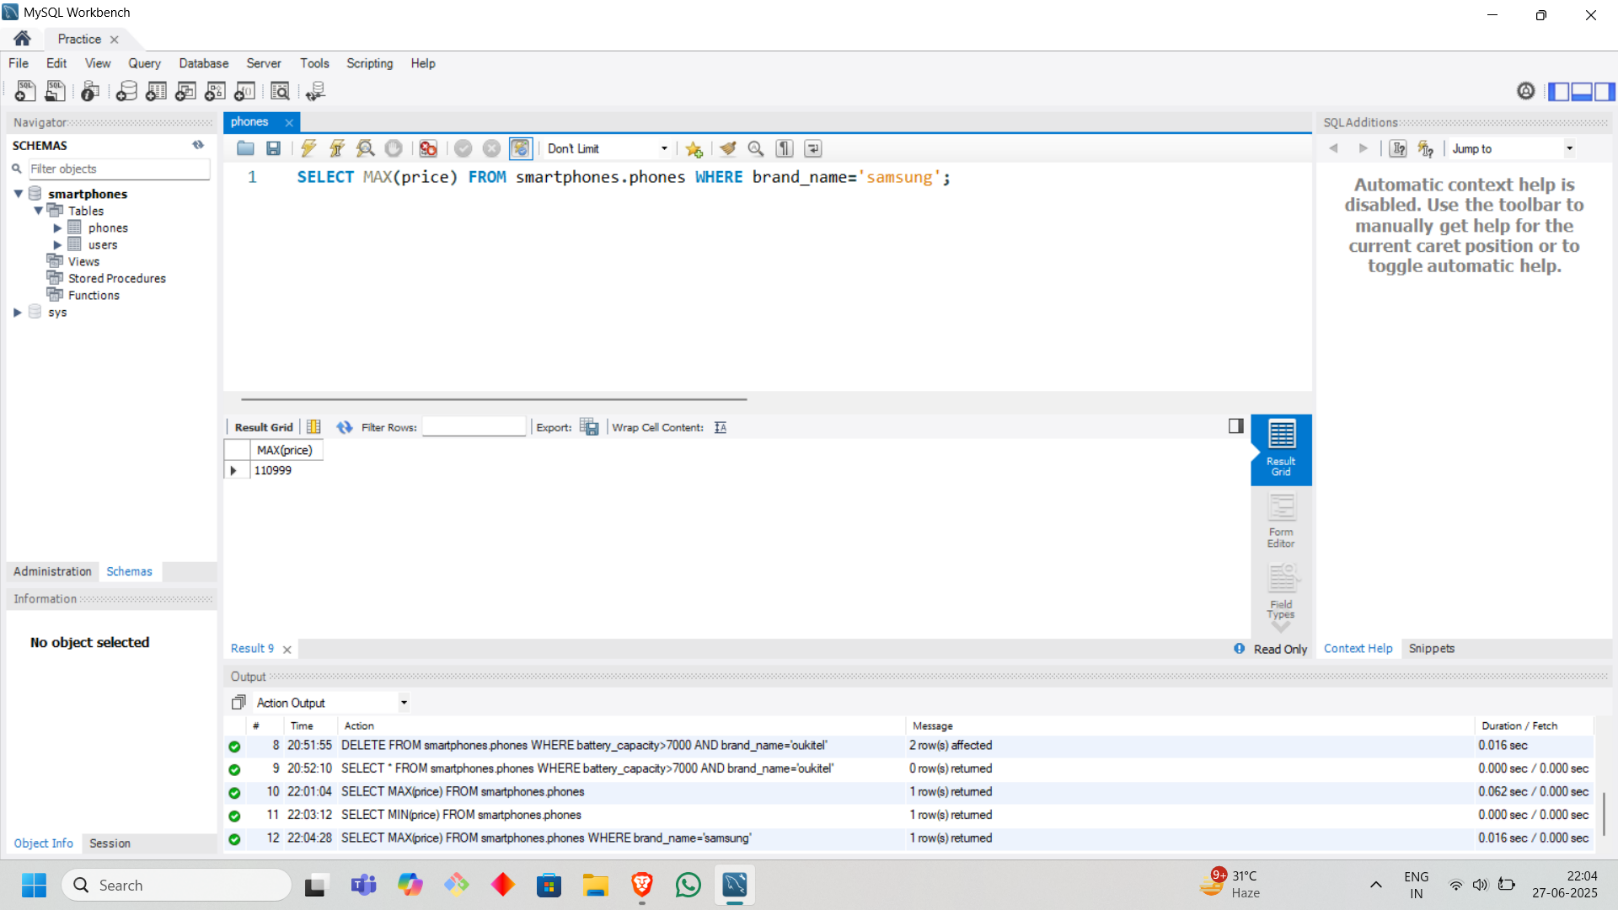 MySQL Workbench
Practice
File Edit View Query Database Server Tools Scripting Help
Navigator
SCHEMAS
Filter objects
smartphones
Tables
phones
users
Views
Stored Procedures
Functions
sys
Administration Schemas
Information
No object selected
Object Info Session
phones
Don't Limit
1 SELECT MAX(price) FROM smartphones.phones WHERE brand_name='samsung';
Result Grid Filter Rows: Export: Wrap Cell Content:
MAX(price)
110999
Result
Grid
Form
Editor
Field
Types
Result 9
Read Only
SQLAdditions
Jump to
Automatic context help is
disabled. Use the toolbar to
manually get help for the
current caret position or to
toggle automatic help.
Context Help Snippets
Output
Action Output
# Time Action Message Duration / Fetch
8 20:51:55 DELETE FROM smartphones.phones WHERE battery_capacity>7000 AND brand_name='oukitel' 2 row(s) affected 0.016 sec
9 20:52:10 SELECT * FROM smartphones.phones WHERE battery_capacity>7000 AND brand_name='oukitel' 0 row(s) returned 0.000 sec / 0.000 sec
10 22:01:04 SELECT MAX(price) FROM smartphones.phones 1 row(s) returned 0.062 sec / 0.000 sec
11 22:03:12 SELECT MIN(price) FROM smartphones.phones 1 row(s) returned 0.000 sec / 0.000 sec
12 22:04:28 SELECT MAX(price) FROM smartphones.phones WHERE brand_name='samsung' 1 row(s) returned 0.016 sec / 0.000 sec
Search
9+
31°C
Haze
ENG
IN
22:04
27-06-2025